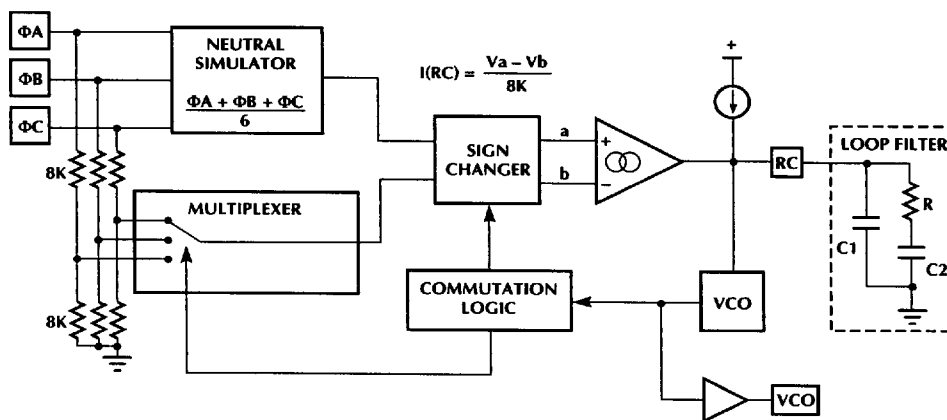 ΦA
ΦB
ΦC
NEUTRAL
SIMULATOR
ΦA + ΦB + ΦC
6
I(RC) = Va – Vb
8K
8K
8K
MULTIPLEXER
SIGN
CHANGER
a
b
+
–
+
COMMUTATION
LOGIC
VCO
VCO
RC
LOOP FILTER
R
C1
C2